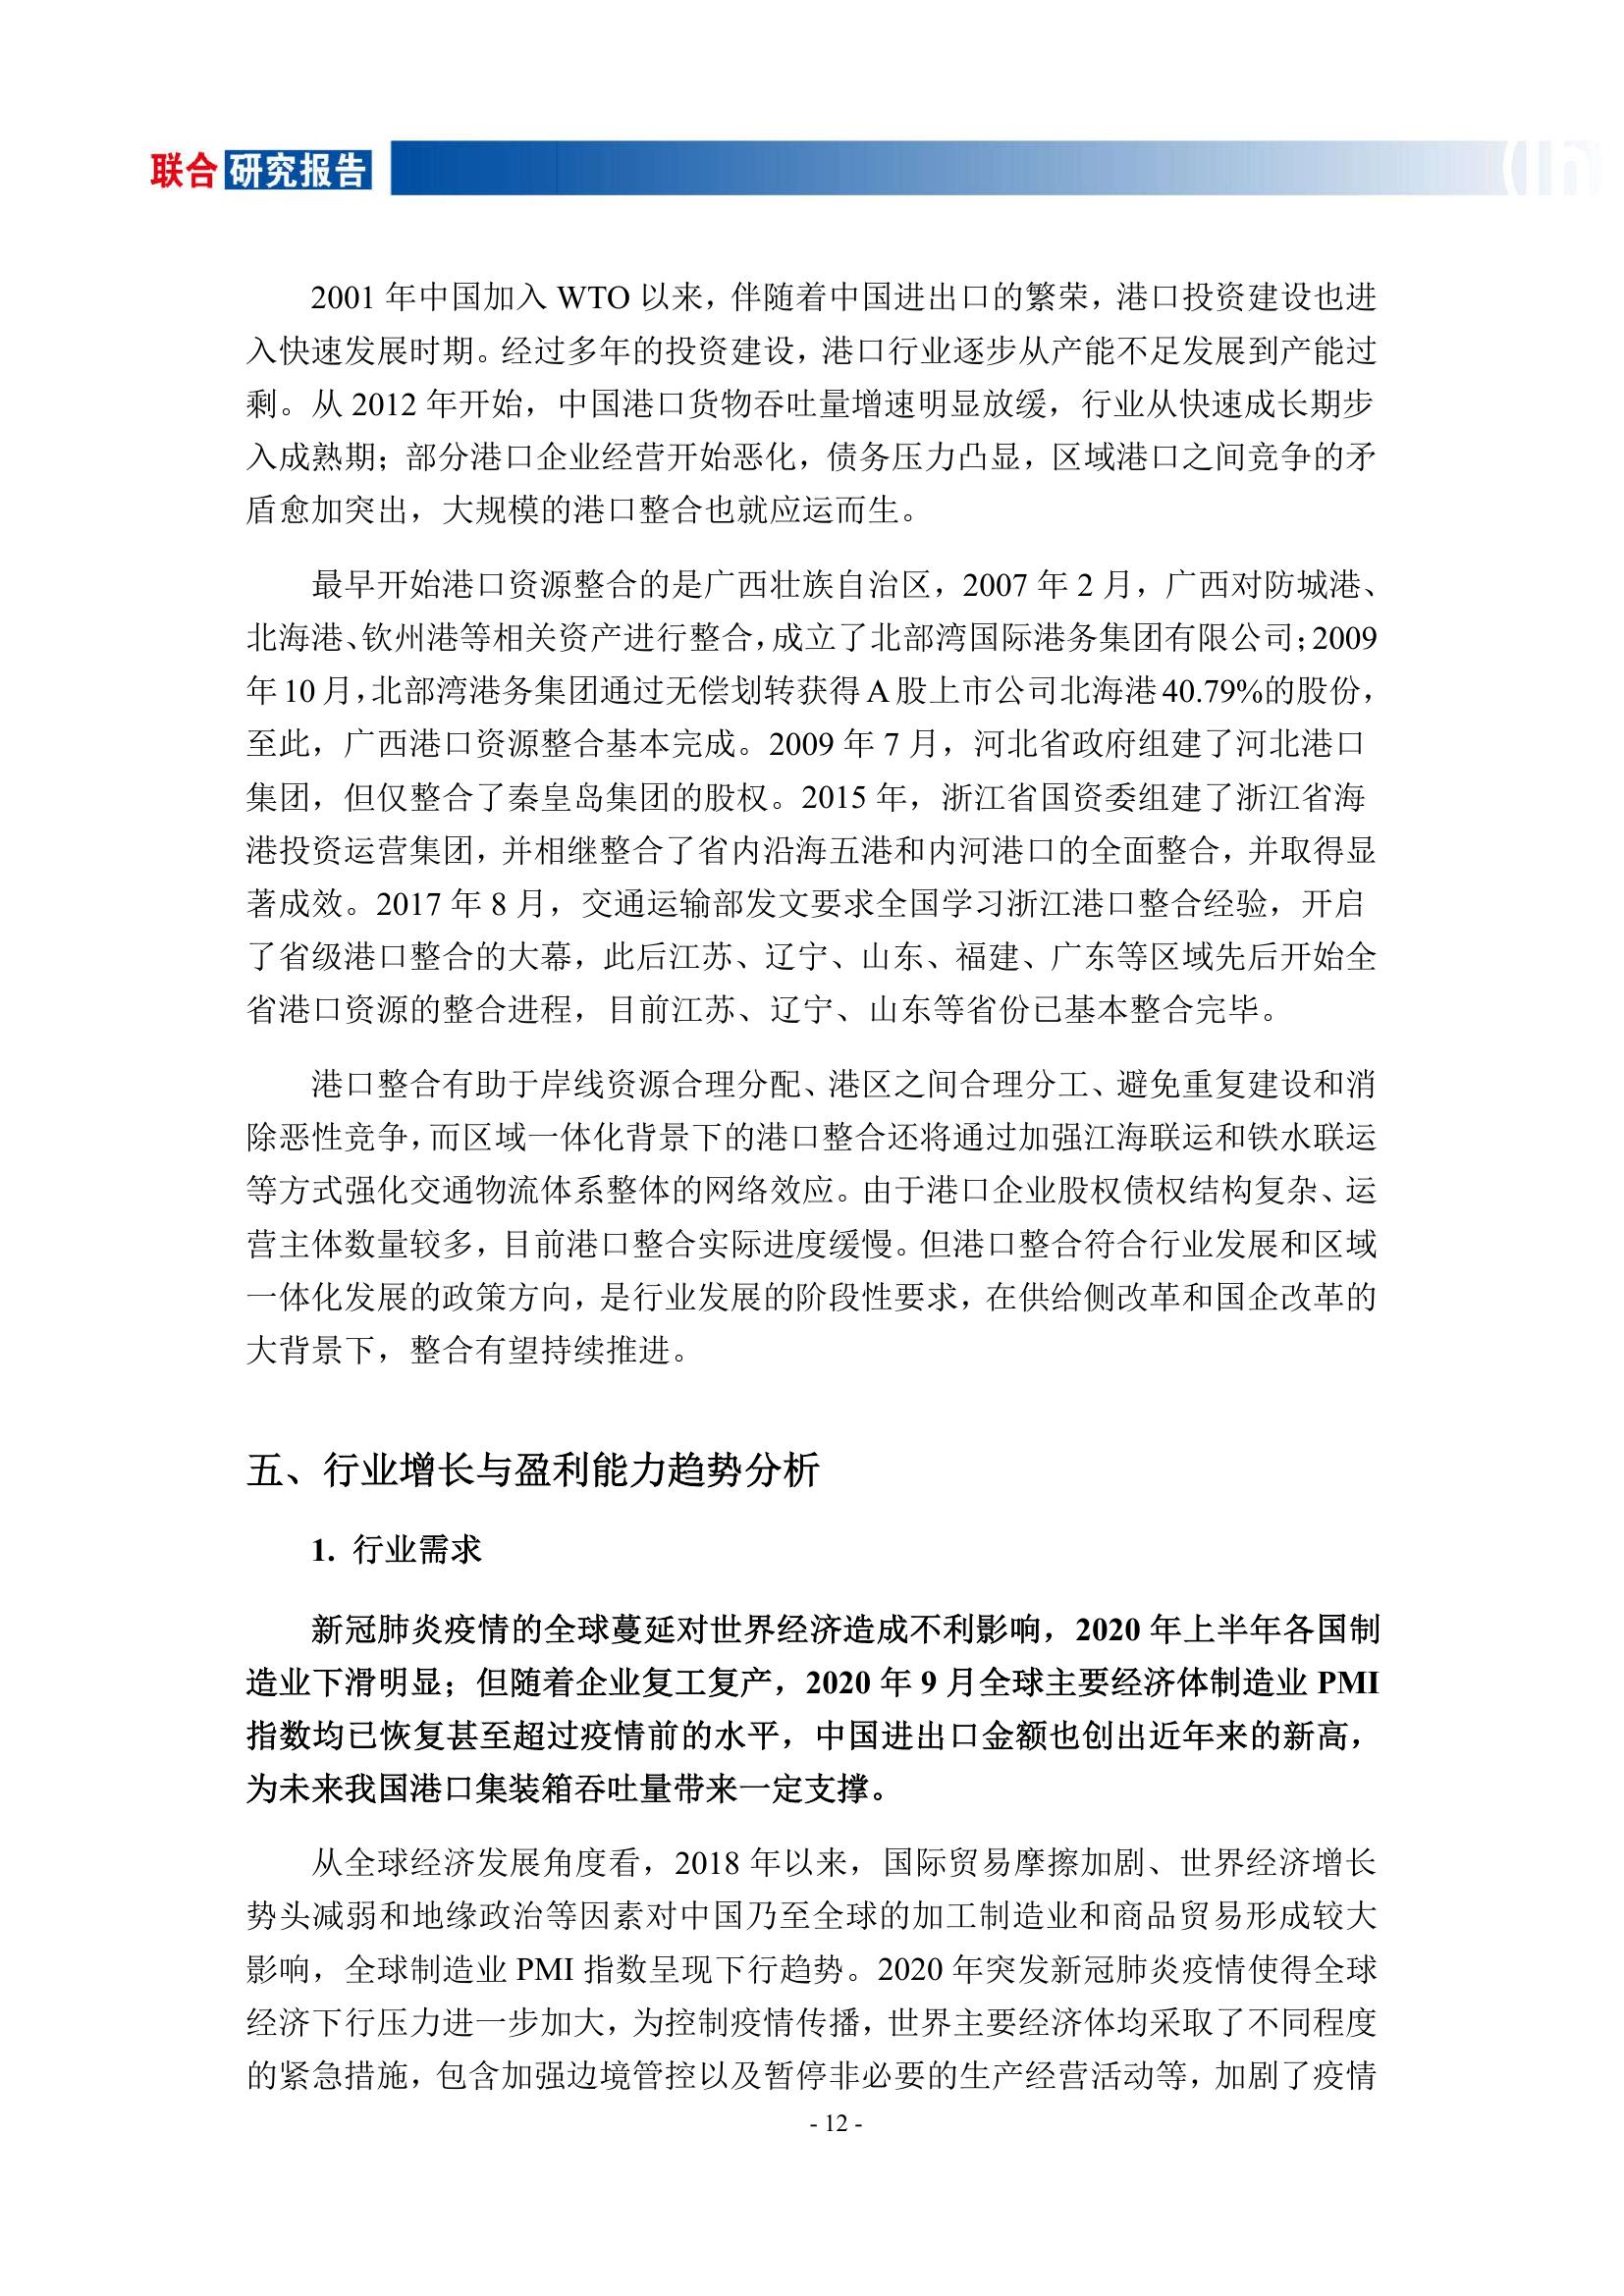 联合研究报告
2001 年中国加入 WTO 以来，伴随着中国进出口的繁荣，港口投资建设也进
入快速发展时期。经过多年的投资建设，港口行业逐步从产能不足发展到产能过
剩。从 2012 年开始，中国港口货物吞吐量增速明显放缓，行业从快速成长期步
入成熟期；部分港口企业经营开始恶化，债务压力凸显，区域港口之间竞争的矛
盾愈加突出，大规模的港口整合也就应运而生。
最早开始港口资源整合的是广西壮族自治区，2007 年 2 月，广西对防城港、
北海港、钦州港等相关资产进行整合，成立了北部湾国际港务集团有限公司；2009
年 10 月，北部湾港务集团通过无偿划转获得 A 股上市公司北海港 40.79%的股份，
至此，广西港口资源整合基本完成。2009 年 7 月，河北省政府组建了河北港口
集团，但仅整合了秦皇岛集团的股权。2015 年，浙江省国资委组建了浙江省海
港投资运营集团，并相继整合了省内沿海五港和内河港口的全面整合，并取得显
著成效。2017 年 8 月，交通运输部发文要求全国学习浙江港口整合经验，开启
了省级港口整合的大幕，此后江苏、辽宁、山东、福建、广东等区域先后开始全
省港口资源的整合进程，目前江苏、辽宁、山东等省份已基本整合完毕。
港口整合有助于岸线资源合理分配、港区之间合理分工、避免重复建设和消
除恶性竞争，而区域一体化背景下的港口整合还将通过加强江海联运和铁水联运
等方式强化交通物流体系整体的网络效应。由于港口企业股权债权结构复杂、运
营主体数量较多，目前港口整合实际进度缓慢。但港口整合符合行业发展和区域
一体化发展的政策方向，是行业发展的阶段性要求，在供给侧改革和国企改革的
大背景下，整合有望持续推进。
五、行业增长与盈利能力趋势分析
1. 行业需求
新冠肺炎疫情的全球蔓延对世界经济造成不利影响，2020 年上半年各国制
造业下滑明显；但随着企业复工复产，2020 年 9 月全球主要经济体制造业 PMI
指数均已恢复甚至超过疫情前的水平，中国进出口金额也创出近年来的新高，
为未来我国港口集装箱吞吐量带来一定支撑。
从全球经济发展角度看，2018 年以来，国际贸易摩擦加剧、世界经济增长
势头减弱和地缘政治等因素对中国乃至全球的加工制造业和商品贸易形成较大
影响，全球制造业 PMI 指数呈现下行趋势。2020 年突发新冠肺炎疫情使得全球
经济下行压力进一步加大，为控制疫情传播，世界主要经济体均采取了不同程度
的紧急措施，包含加强边境管控以及暂停非必要的生产经营活动等，加剧了疫情
- 12 -